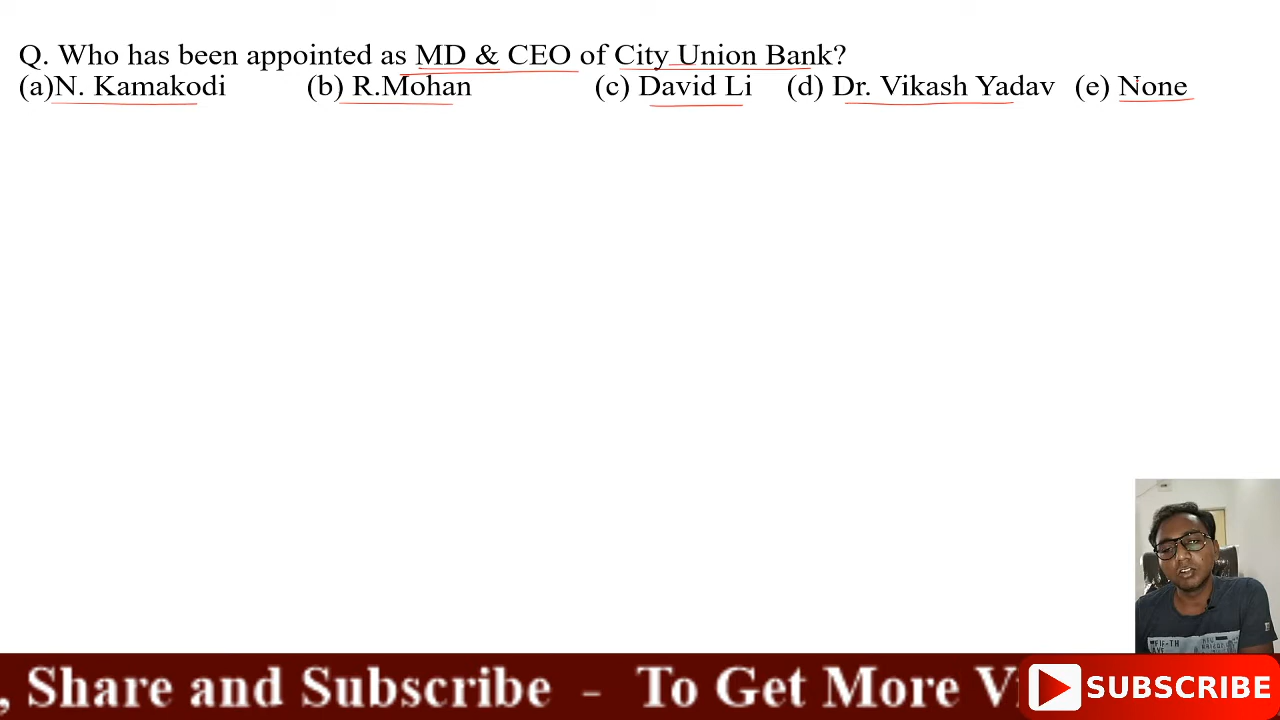 Q. Who has been appointed as MD & CEO of City Union Bank?
(a)N. Kamakodi (b) R.Mohan (c) David Li (d) Dr. Vikash Yadav (e) None
, Share and Subscribe - To Get More
SUBSCRIBE